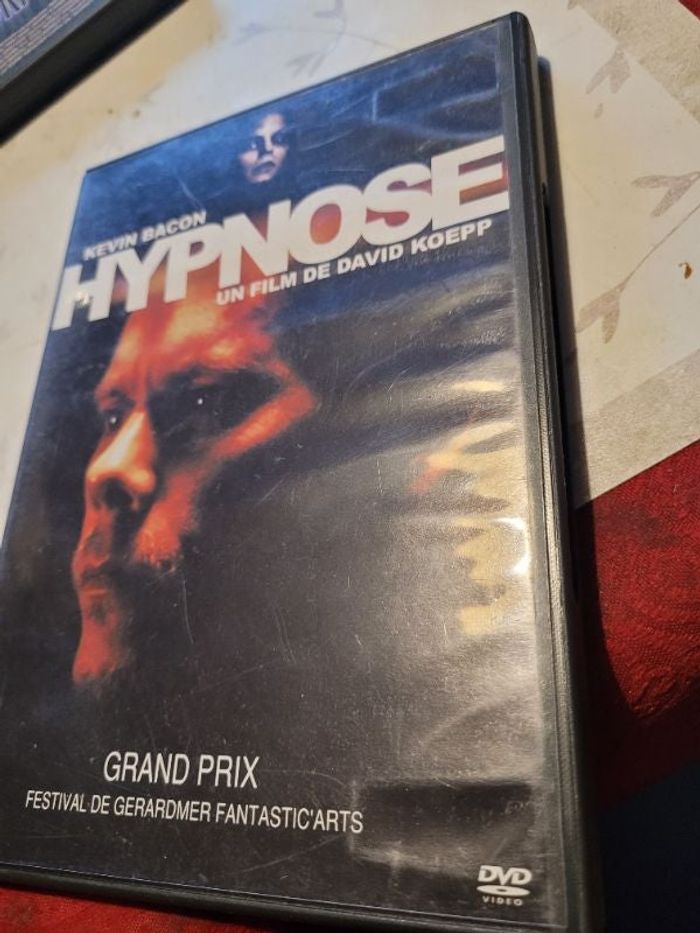 KEVIN BACON
HYPNOSE
UN FILM DE DAVID KOEPP
GRAND PRIX
FESTIVAL DE GERARDMER FANTASTIC'ARTS
DVD
VIDEO